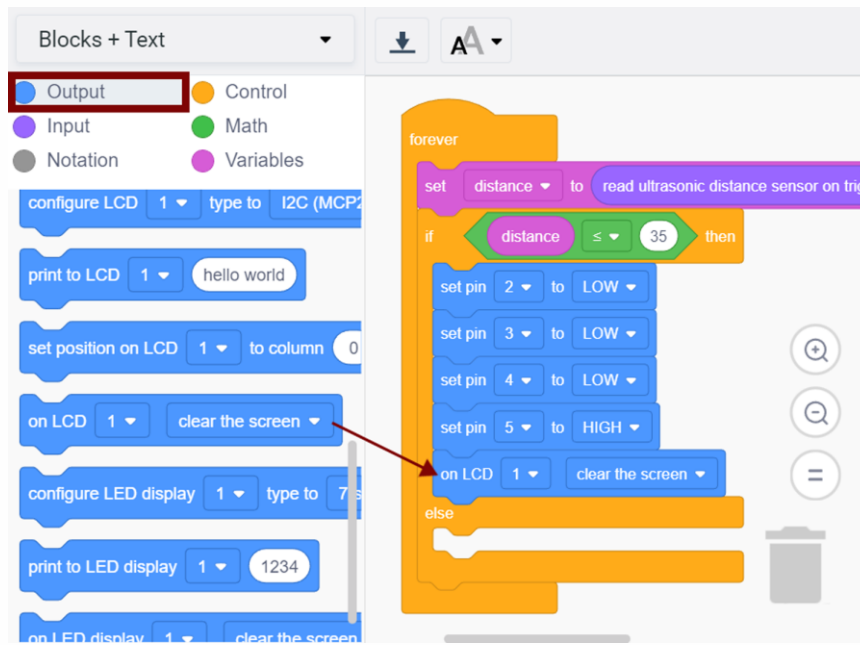 Blocks + Text
AA
Output Control
Input Math
Notation Variables
configure LCD 1 type to I2C (MCP2
print to LCD 1 hello world
set position on LCD 1 to column 0
on LCD 1 clear the screen
configure LED display 1 type to 7 s
print to LED display 1 1234
on LED display 1 clear the screen
forever
set distance to read ultrasonic distance sensor on trig
if distance ≤ 35 then
set pin 2 to LOW
set pin 3 to LOW
set pin 4 to LOW
set pin 5 to HIGH
on LCD 1 clear the screen
else